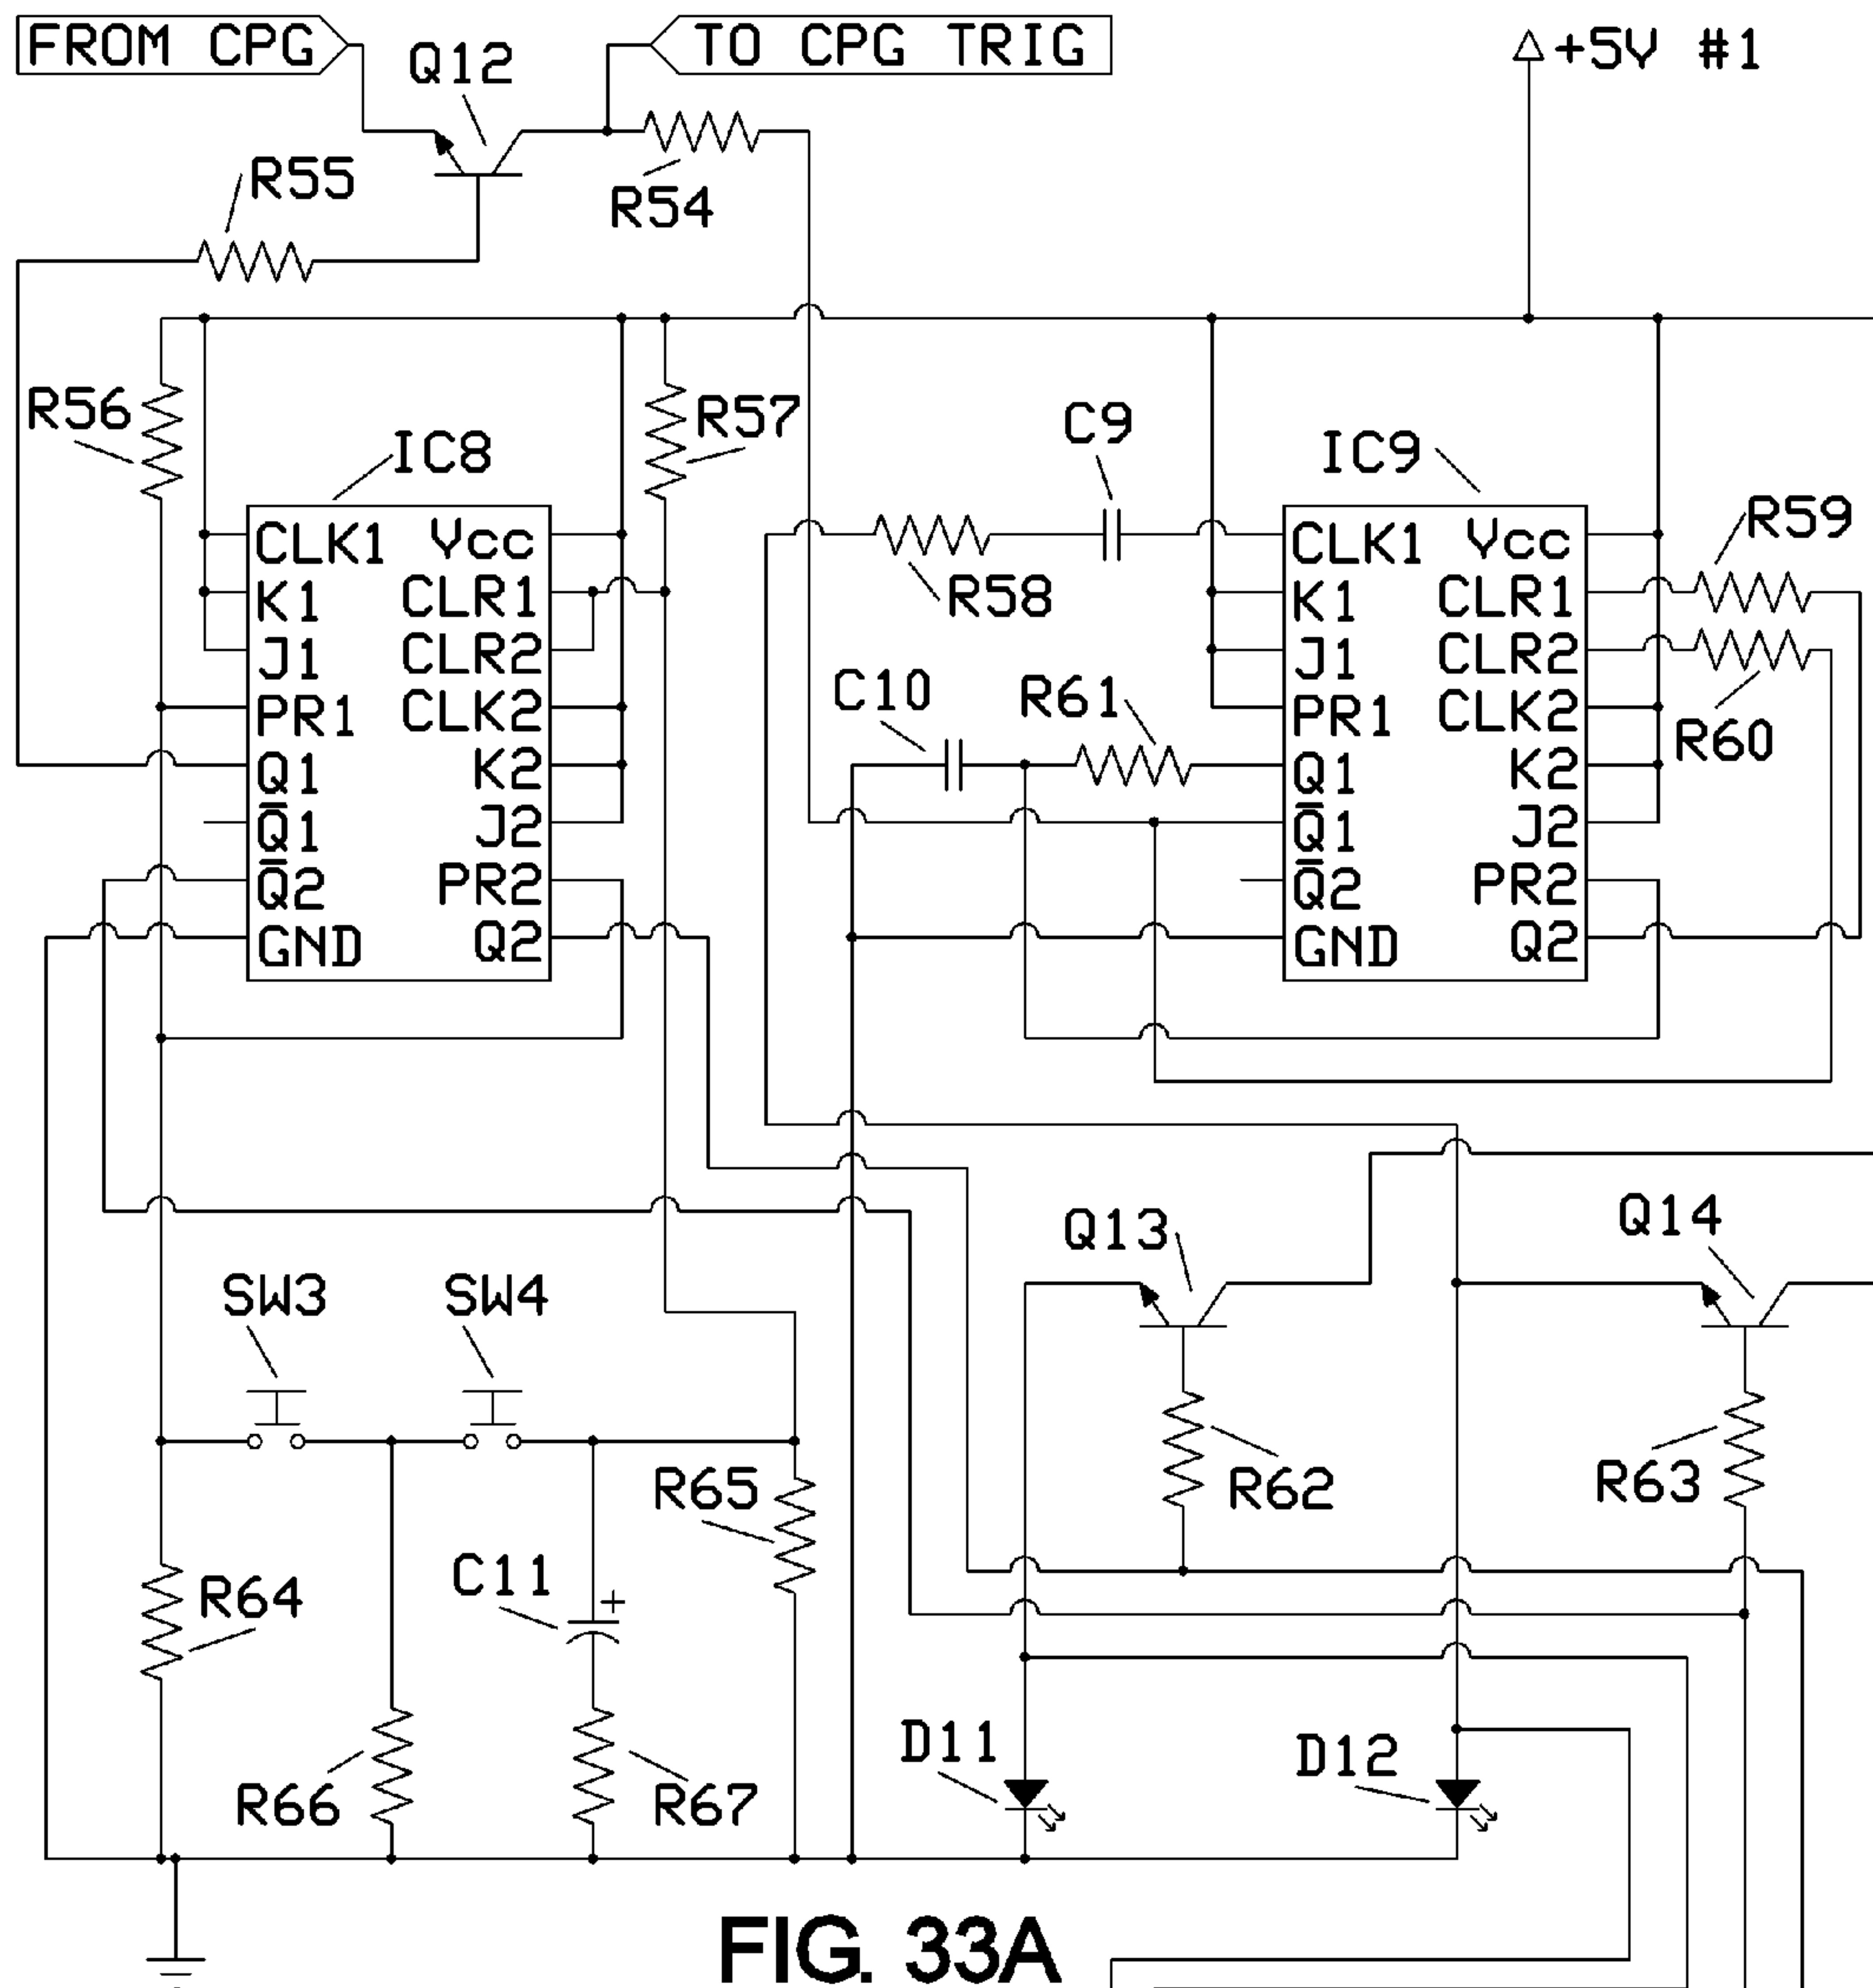 FROM CPG
Q12
TO CPG TRIG
+5V #1
R55
R54
R56
IC8
R57
C9
IC9
R59
CLK1 Vcc
K1 CLR1
J1 CLR2
PR1 CLK2
Q1 K2
Q̅1 J2
Q̅2 PR2
GND Q2
R58
C10
R61
CLK1 Vcc
K1 CLR1
J1 CLR2
PR1 CLK2
Q1 K2
Q̅1 J2
Q̅2 PR2
GND Q2
R60
Q13
Q14
SW3
SW4
R65
R62
R63
R64
C11
+
R66
R67
D11
D12
FIG. 33A